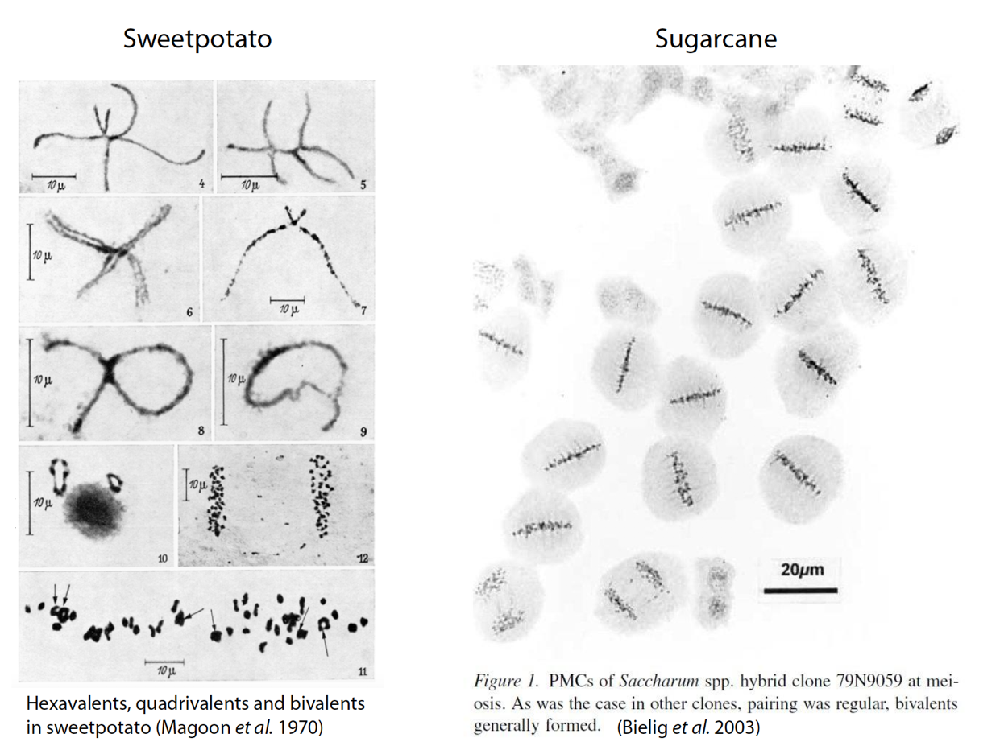 Sweetpotato
Sugarcane
10 µ
4
10 µ
5
10 µ
6
10 µ
7
10 µ
8
10 µ
9
10 µ
10
10 µ
12
10 µ
11
Hexavalents, quadrivalents and bivalents
in sweetpotato (Magoon et al. 1970)
20µm
Figure 1. PMCs of Saccharum spp. hybrid clone 79N9059 at mei-
osis. As was the case in other clones, pairing was regular, bivalents
generally formed. (Bielig et al. 2003)